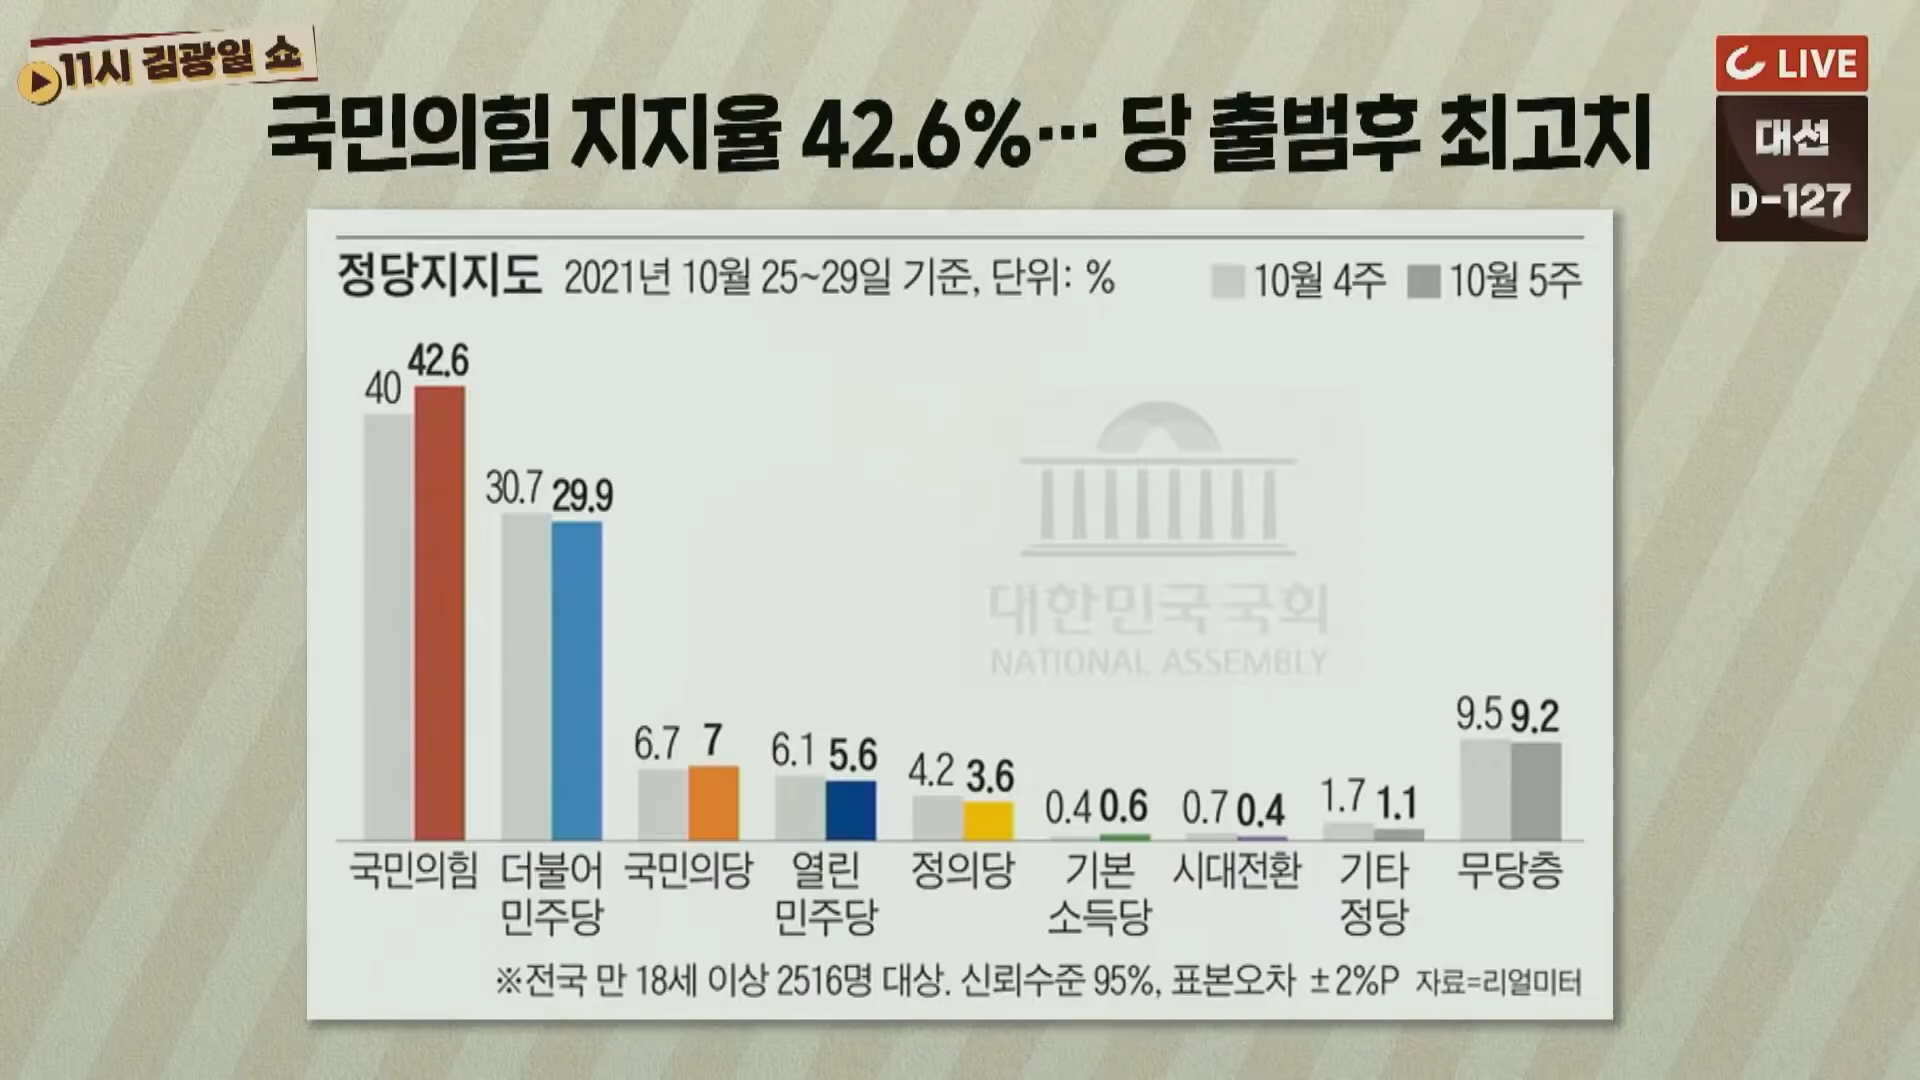 11시 김광일 쇼
LIVE
대선
D-127
국민의힘 지지율 42.6%… 당 출범후 최고치
정당지지도 2021년 10월 25~29일 기준, 단위: %
10월 4주 10월 5주
40 42.6
30.7 29.9
6.7 7
6.1 5.6
4.2 3.6
0.4 0.6
0.7 0.4
1.7 1.1
9.5 9.2
대한민국국회
NATIONAL ASSEMBLY
국민의힘
더불어
민주당
국민의당
열린
민주당
정의당
기본
소득당
시대전환
기타
정당
무당층
※전국 만 18세 이상 2516명 대상. 신뢰수준 95%, 표본오차 ±2%P 자료=리얼미터